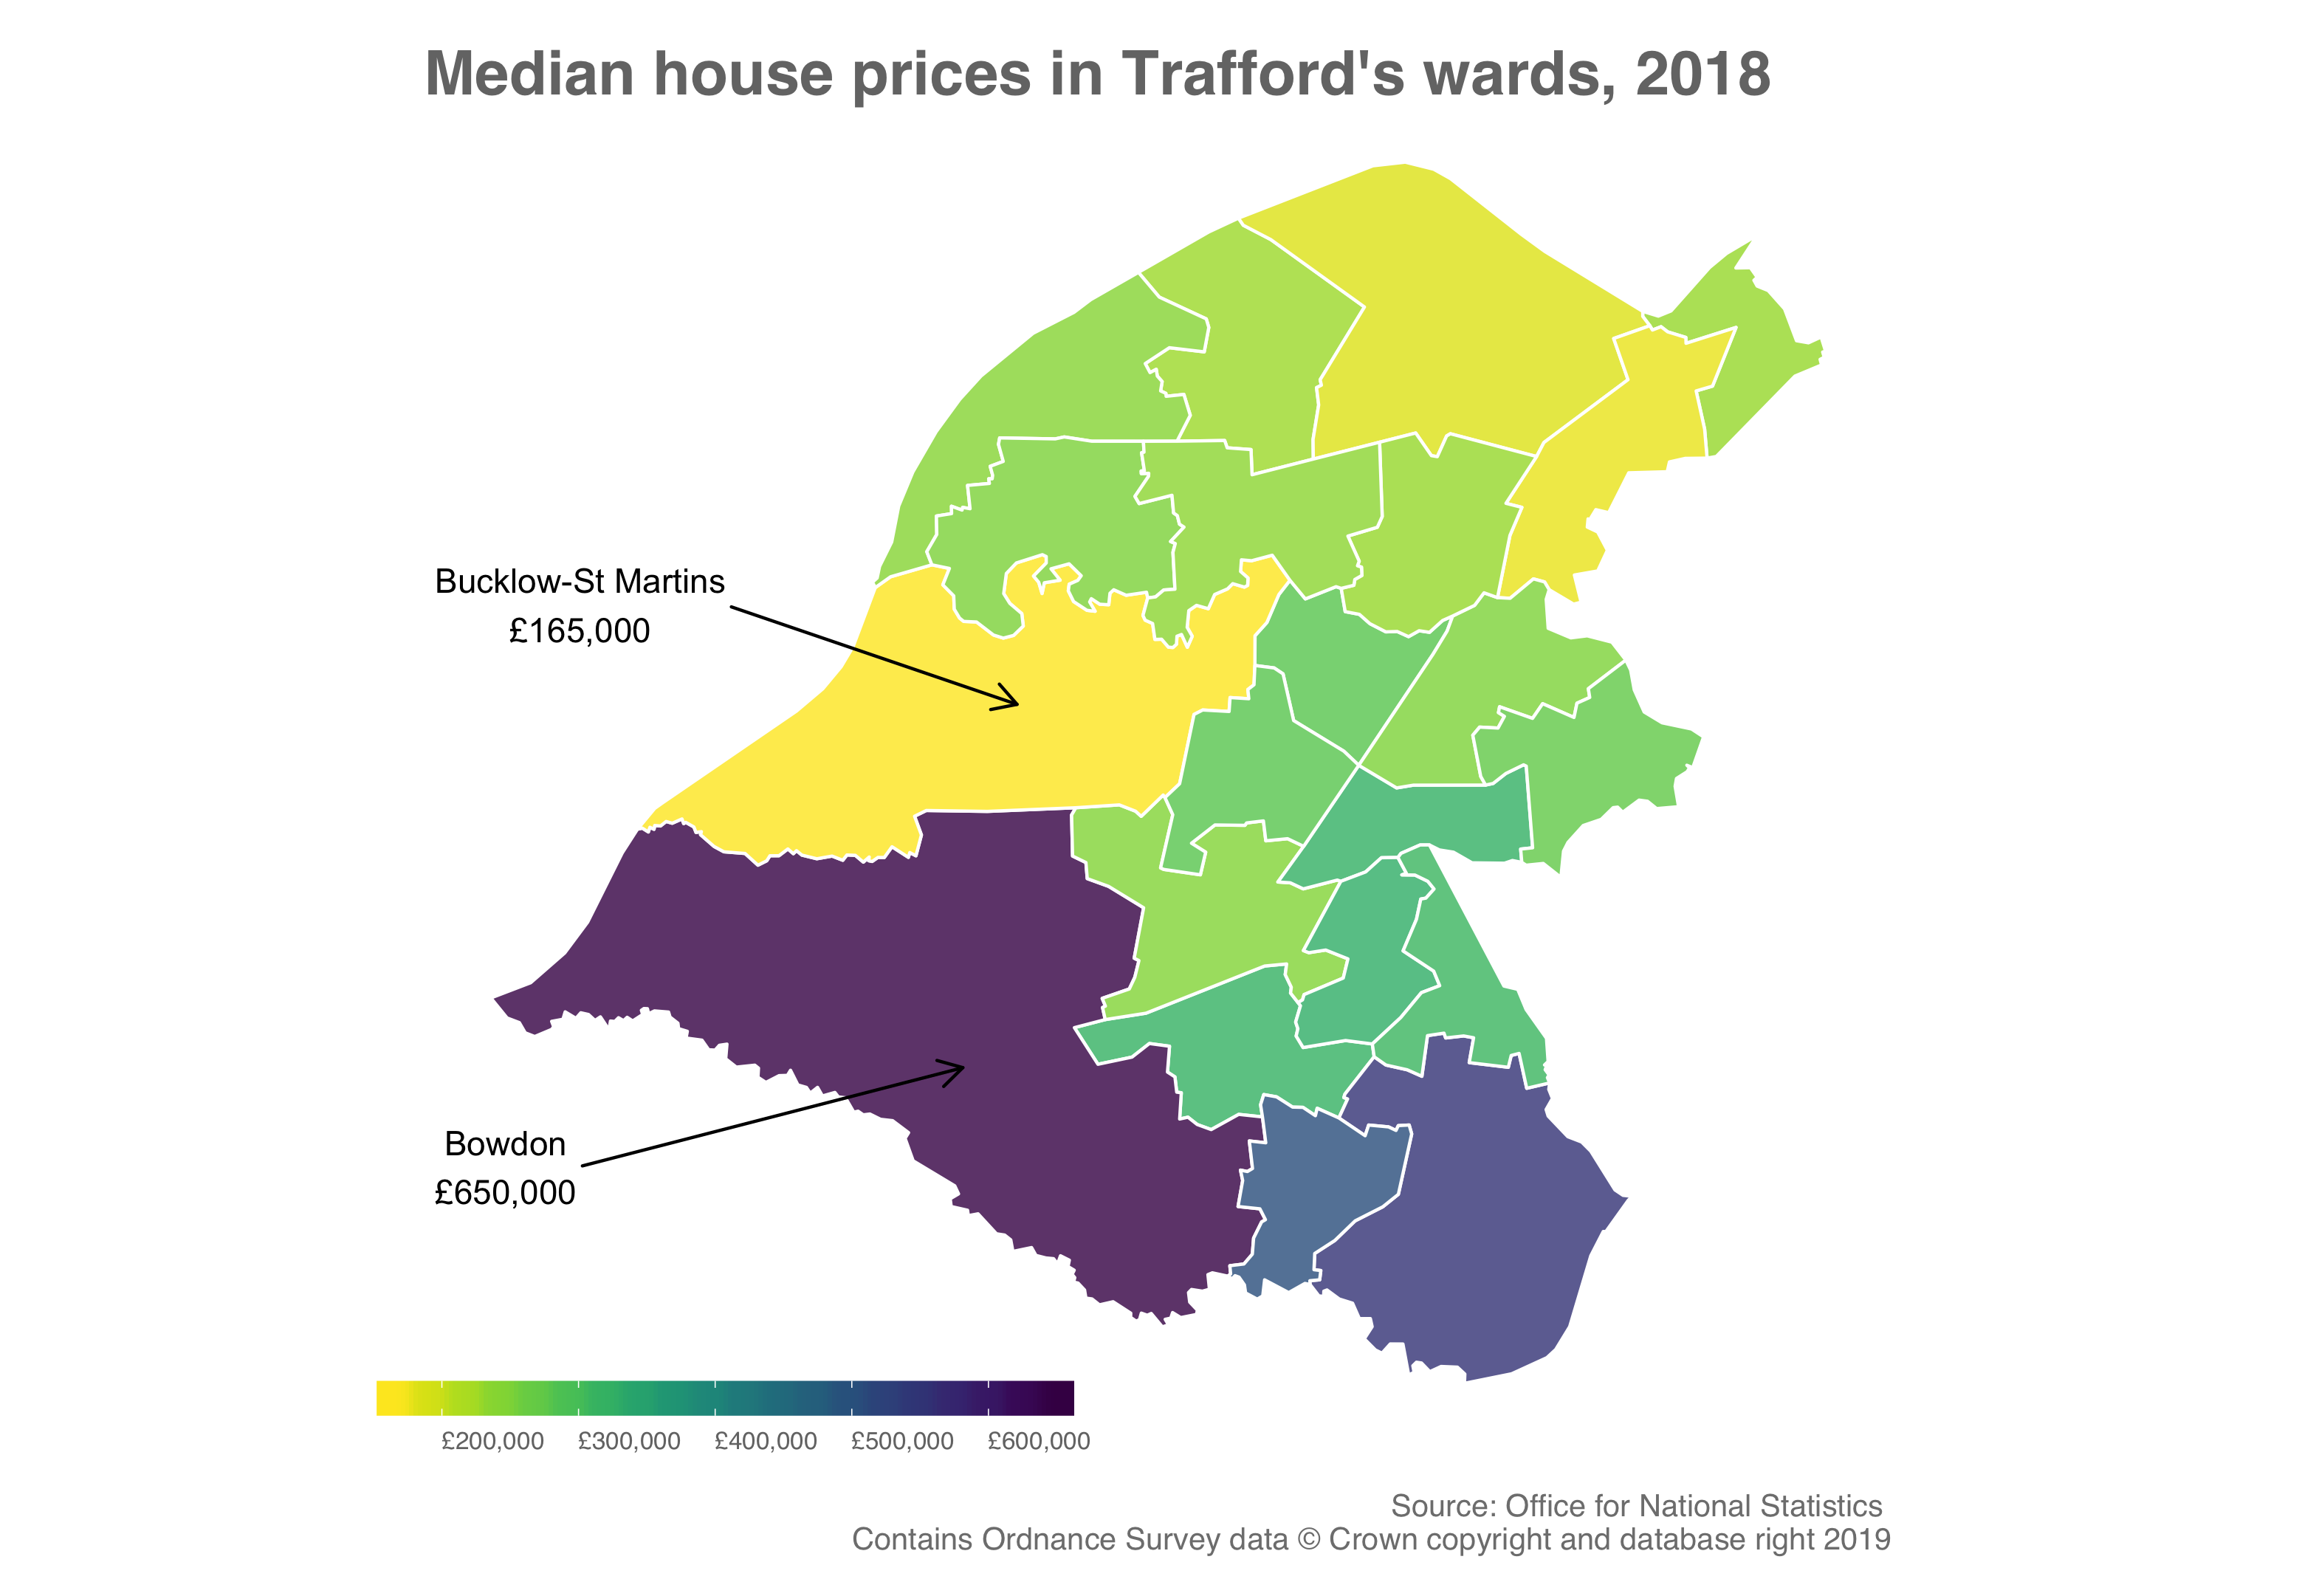 Median house prices in Trafford's wards, 2018
Bucklow-St Martins
£165,000
Bowdon
£650,000
£200,000 £300,000 £400,000 £500,000 £600,000
Source: Office for National Statistics
Contains Ordnance Survey data © Crown copyright and database right 2019